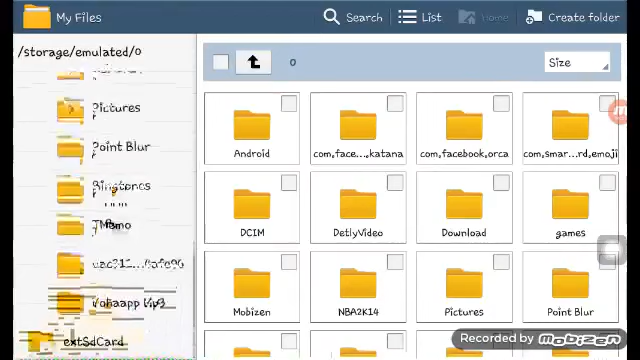 My Files
Search
List
Home
Create folder
/storage/emulated/0
0
Size
Pictures
Point Blur
Ringtones
extSdCard
Android
com.face...katana
com.facebook.orca
com.smar...rd.emoji
DCIM
DetlyVideo
Download
games
Mobizen
NBA2K14
Pictures
Point Blur
Recorded by Mobizen